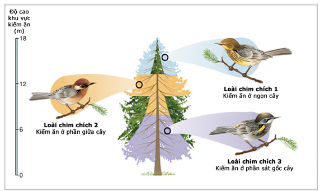 Độ cao
khu vực
kiếm ăn
(m)
18
12
6
0
Loài chim chích 1
Kiếm ăn ở ngọn cây
Loài chim chích 2
Kiếm ăn ở phần giữa cây
Loài chim chích 3
Kiếm ăn ở phần sát gốc cây